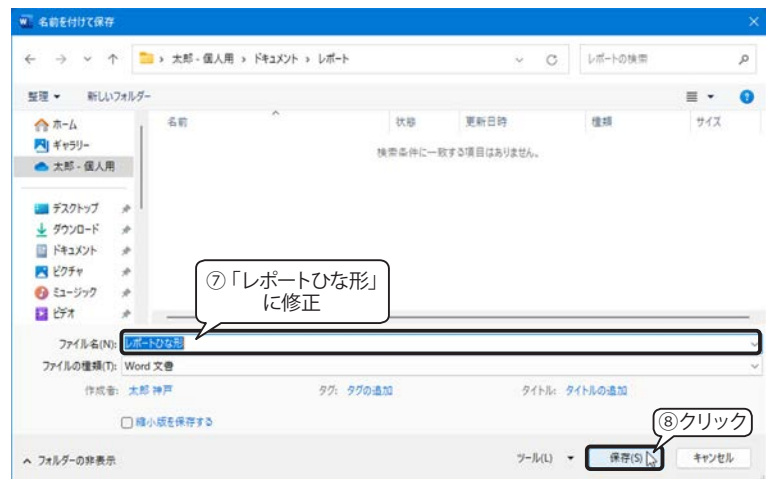 名前を付けて保存
太郎 - 個人用 › ドキュメント › レポート
レポートの検索
整理 新しいフォルダー
名前 状態 更新日時 種類 サイズ
検索条件に一致する項目はありません。
ホーム
ギャラリー
太郎 - 個人用
デスクトップ
ダウンロード
ドキュメント
ピクチャ
ミュージック
ビデオ
⑦「レポートひな形」
に修正
ファイル名(N): レポートひな形
ファイルの種類(T): Word 文書
作成者: 太郎 神戸 タグ: タグの追加 タイトル: タイトルの追加
縮小版を保存する
⑧クリック
フォルダーの非表示 ツール(L) 保存(S) キャンセル